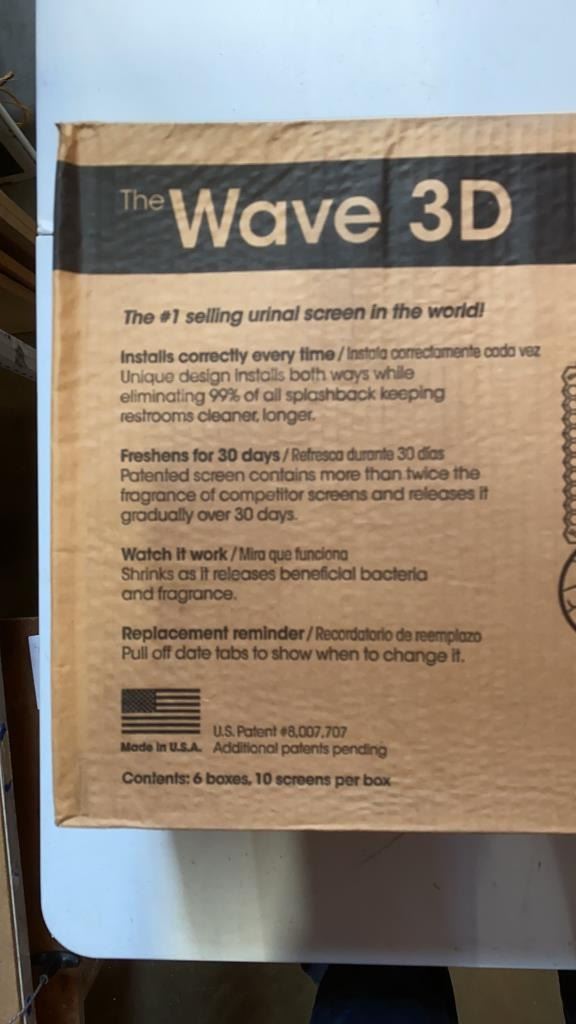 The Wave 3D
The #1 selling urinal screen in the world!
Installs correctly every time / Instala correctamente cada vez
Unique design installs both ways while
eliminating 99% of all splashback keeping
restrooms cleaner, longer.
Freshens for 30 days / Refresca durante 30 días
Patented screen contains more than twice the
fragrance of competitor screens and releases it
gradually over 30 days.
Watch it work / Mira que funciona
Shrinks as it releases beneficial bacteria
and fragrance.
Replacement reminder / Recordatorio de reemplazo
Pull off date tabs to show when to change it.
U.S. Patent #8,007,707
Made in U.S.A. Additional patents pending
Contents: 6 boxes, 10 screens per box